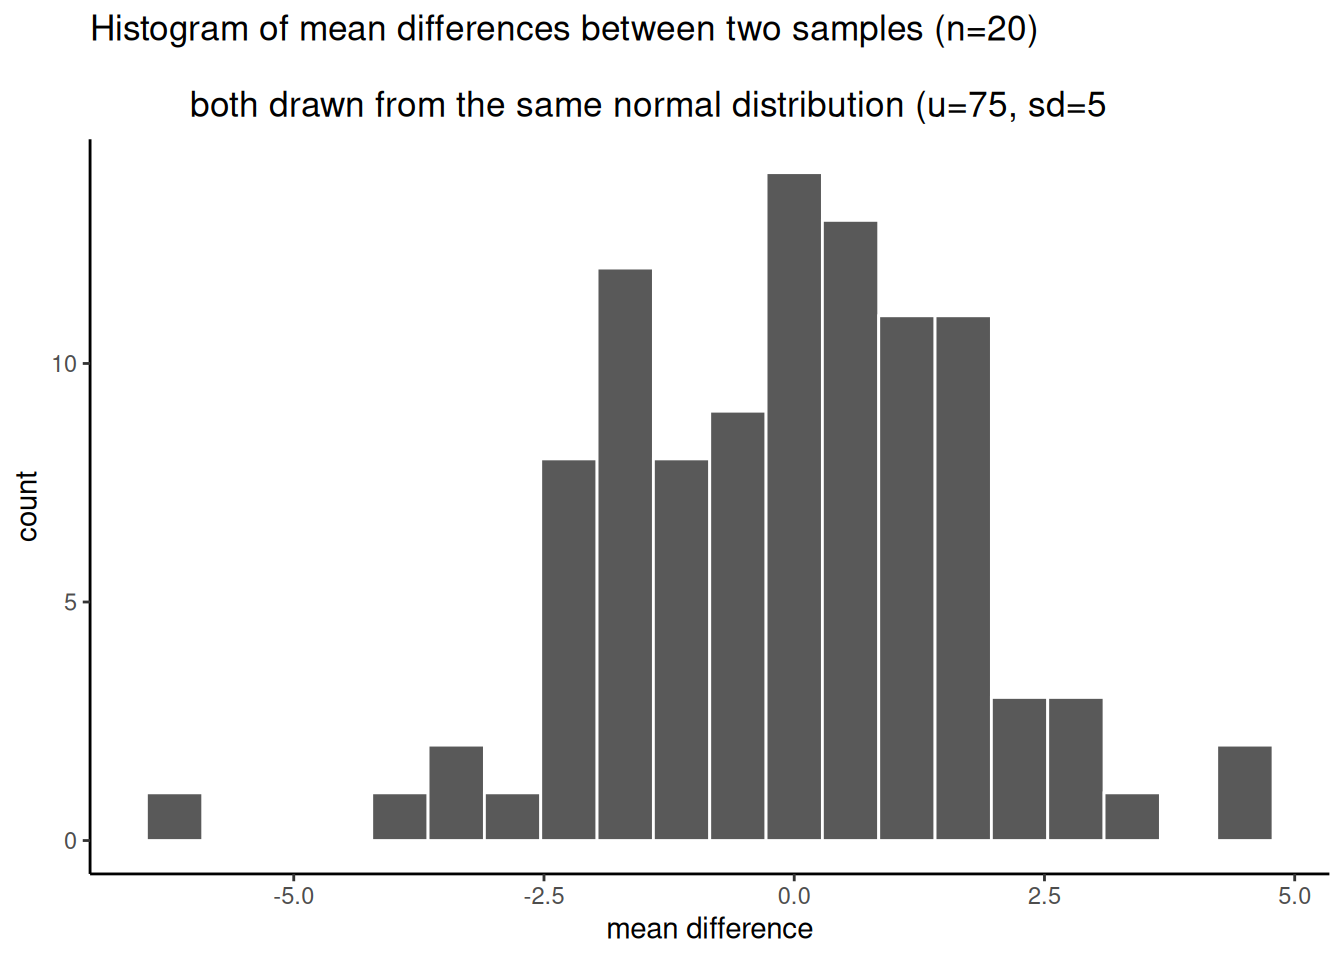 Histogram of mean differences between two samples (n=20)
both drawn from the same normal distribution (u=75, sd=5
10
5
0
count
-5.0 -2.5 0.0 2.5 5.0
mean difference